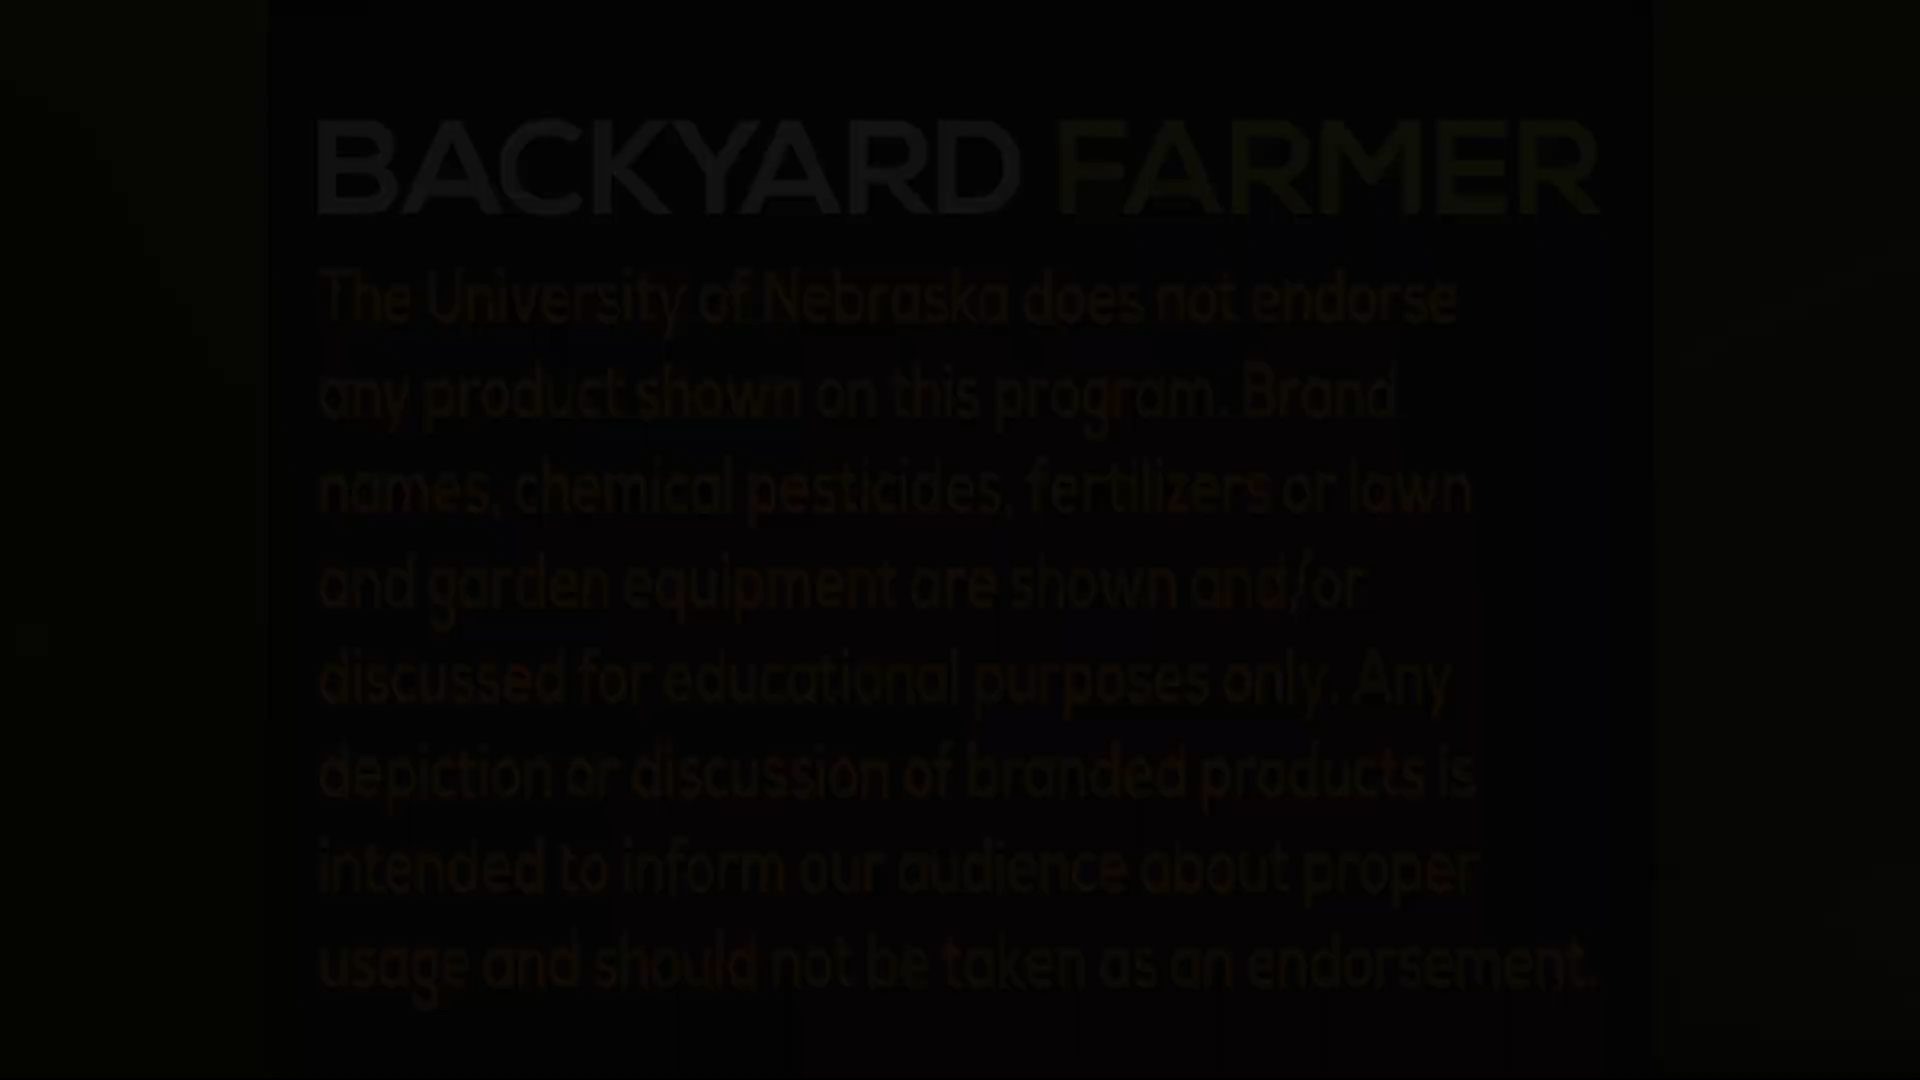 BACKYARD FARMER
The University of Nebraska does not endorse
any product shown on this program. Brand
names, chemical pesticides, fertilizers or lawn
and garden equipment are shown and/or
discussed for educational purposes only. Any
depiction or discussion of branded products is
intended to inform our audience about proper
usage and should not be taken as an endorsement.